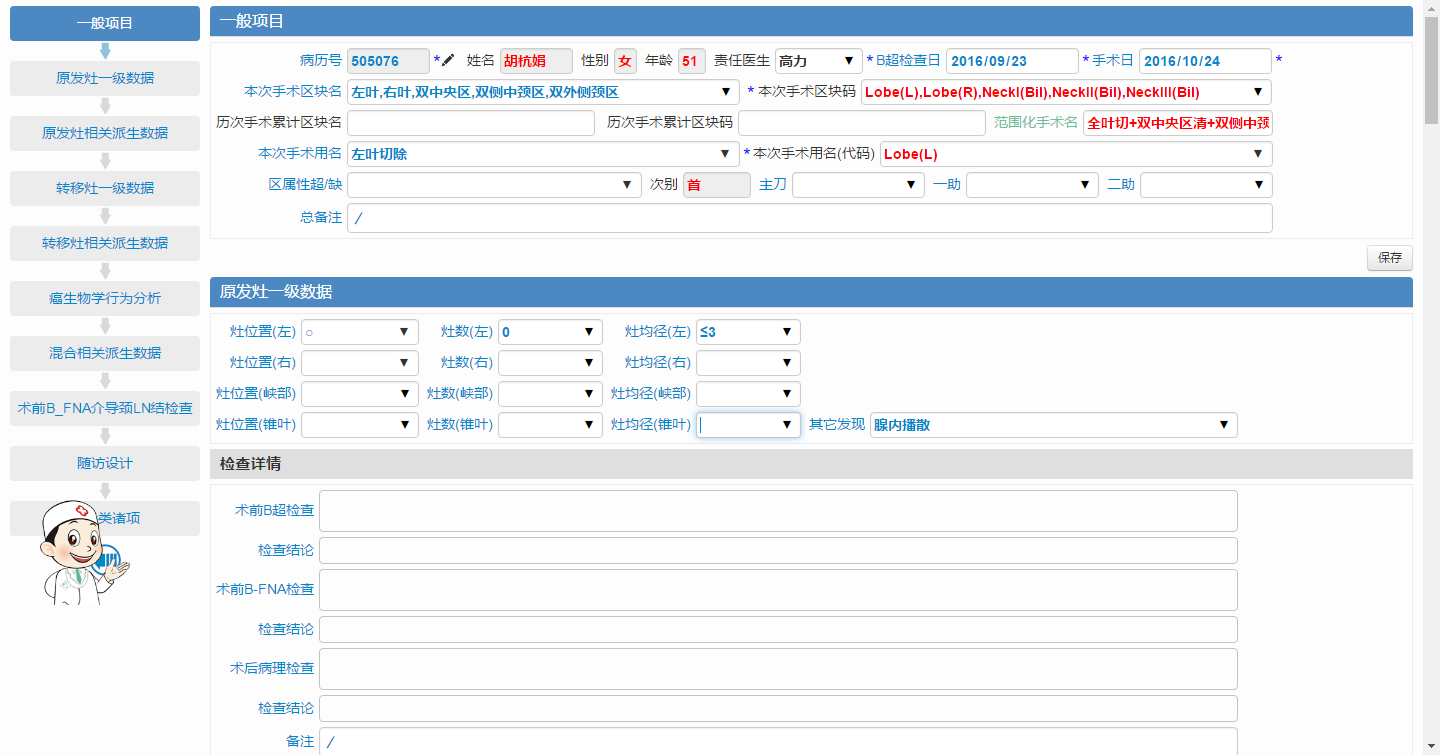 一般项目
原发灶一级数据
原发灶相关派生数据
转移灶一级数据
转移灶相关派生数据
癌生物学行为分析
混合相关派生数据
术前B_FNA介导颈LN结检查
随访设计
类诸项
一般项目
病历号 505076 * 姓名 胡杭娟 性别 女 年龄 51 责任医生 高力 * B超检查日 2016/09/23 * 手术日 2016/10/24 *
本次手术区块名 左叶,右叶,双中央区,双侧中颈区,双外侧颈区 * 本次手术区块码 Lobe(L),Lobe(R),NeckI(Bil),NeckII(Bil),NeckIII(Bil)
历次手术累计区块名 历次手术累计区块码 范围化手术名 全叶切+双中央区清+双侧中颈
本次手术用名 左叶切除 * 本次手术用名(代码) Lobe(L)
区属性超/缺 次别 首 主刀 一助 二助
总备注 /
保存
原发灶一级数据
灶位置(左) ○ 灶数(左) 0 灶均径(左) ≤3
灶位置(右) 灶数(右) 灶均径(右)
灶位置(峡部) 灶数(峡部) 灶均径(峡部)
灶位置(锥叶) 灶数(锥叶) 灶均径(锥叶) 其它发现 腺内播散
检查详情
术前B超检查
检查结论
术前B-FNA检查
检查结论
术后病理检查
检查结论
备注 /